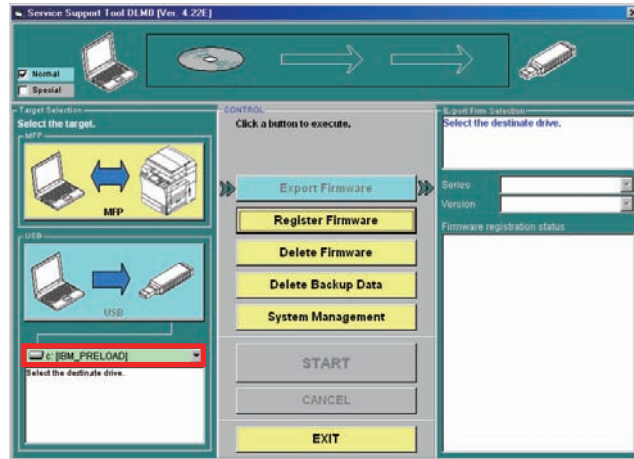 Service Support Tool DLM0 [Ver. 4.22E]
Normal
Special
Target Selection
Select the target.
MFP
MFP
USB
USB
c: [IBM_PRELOAD]
Select the destinate drive.
CONTROL
Click a button to execute.
Export Firmware
Register Firmware
Delete Firmware
Delete Backup Data
System Management
START
CANCEL
EXIT
Export Firm Selection
Select the destinate drive.
Series
Version
Firmware registration status